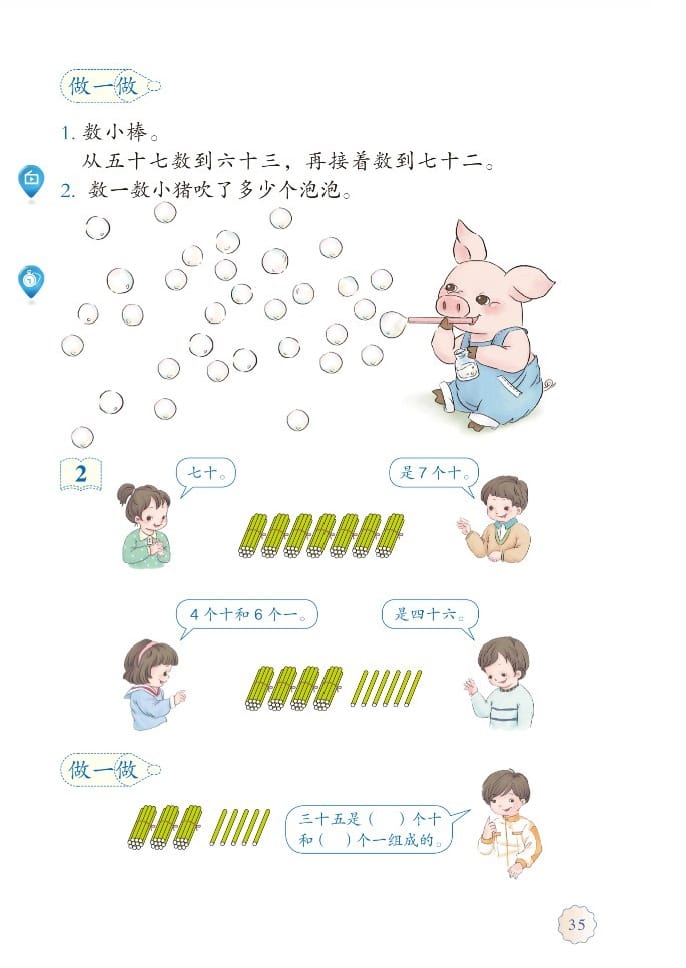 做一做
1. 数小棒。
从五十七数到六十三，再接着数到七十二。
2. 数一数小猪吹了多少个泡泡。
2
七十。
是7个十。
4个十和6个一。
是四十六。
做一做
三十五是（　）个十
和（　）个一组成的。
35